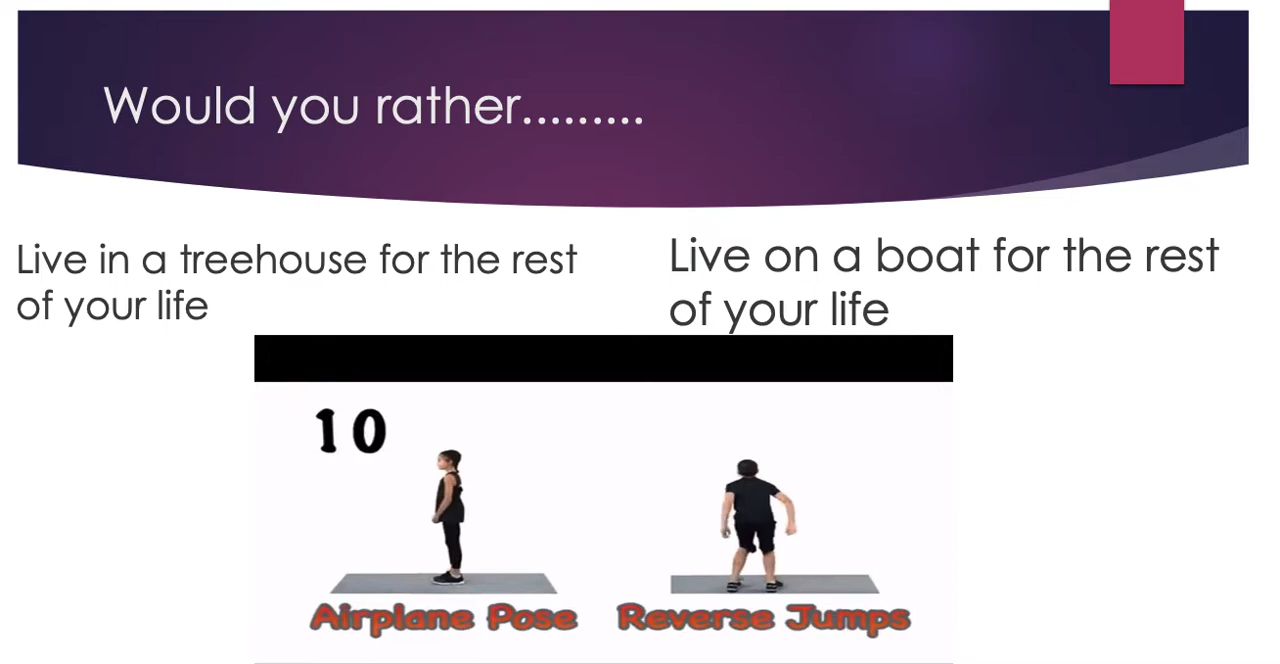 Would you rather.........
Live in a treehouse for the rest
of your life
Live on a boat for the rest
of your life
10
Airplane Pose
Reverse Jumps